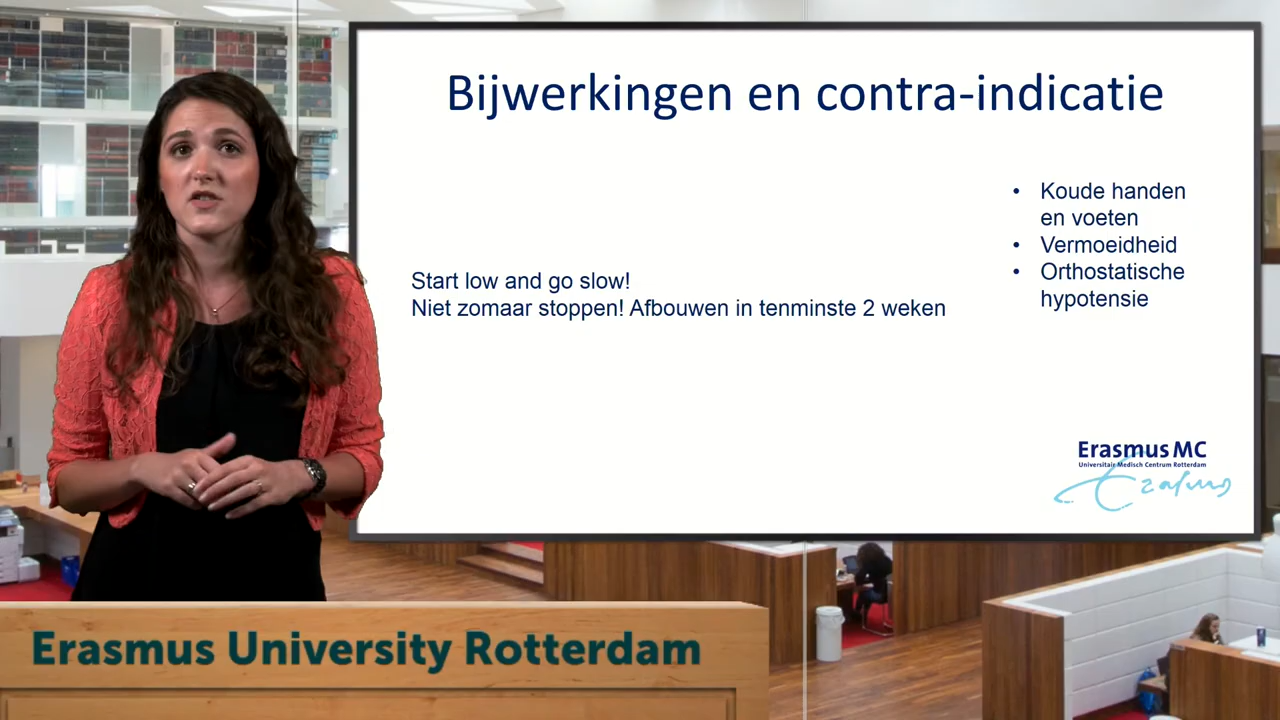 Bijwerkingen en contra-indicatie
Start low and go slow!
Niet zomaar stoppen! Afbouwen in tenminste 2 weken
• Koude handen
en voeten
• Vermoeidheid
• Orthostatische
hypotensie
Erasmus MC
Universitair Medisch Centrum Rotterdam
Erasmus
Erasmus University Rotterdam